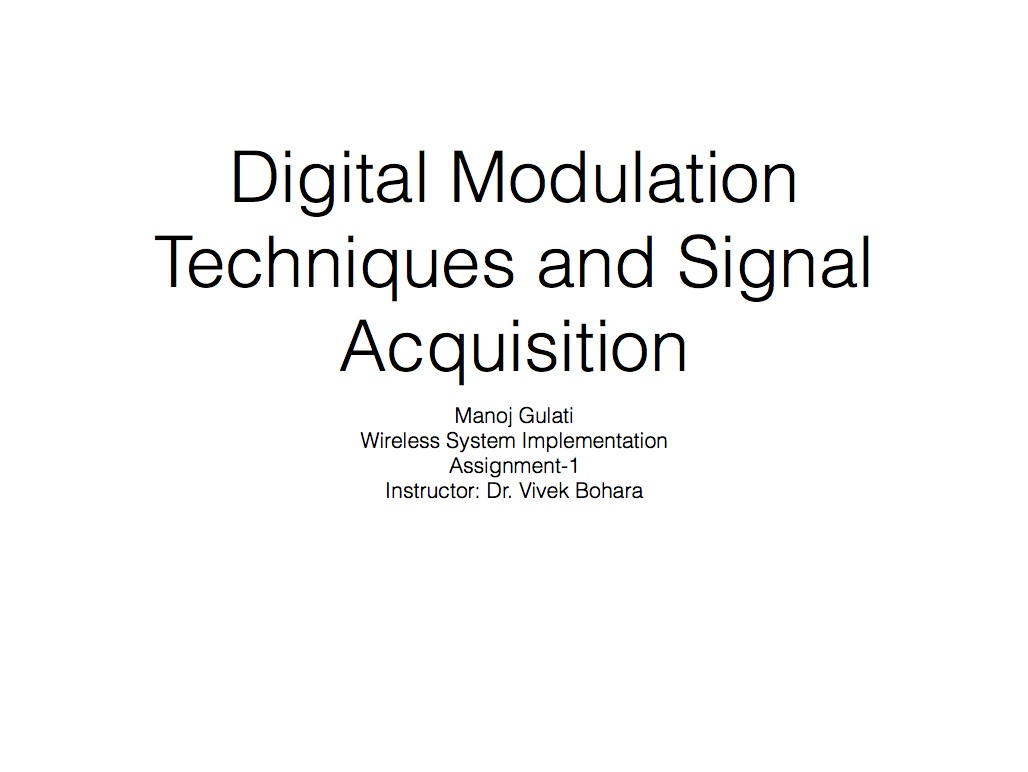 Digital Modulation
Techniques and Signal
Acquisition
Manoj Gulati
Wireless System Implementation
Assignment-1
Instructor: Dr. Vivek Bohara